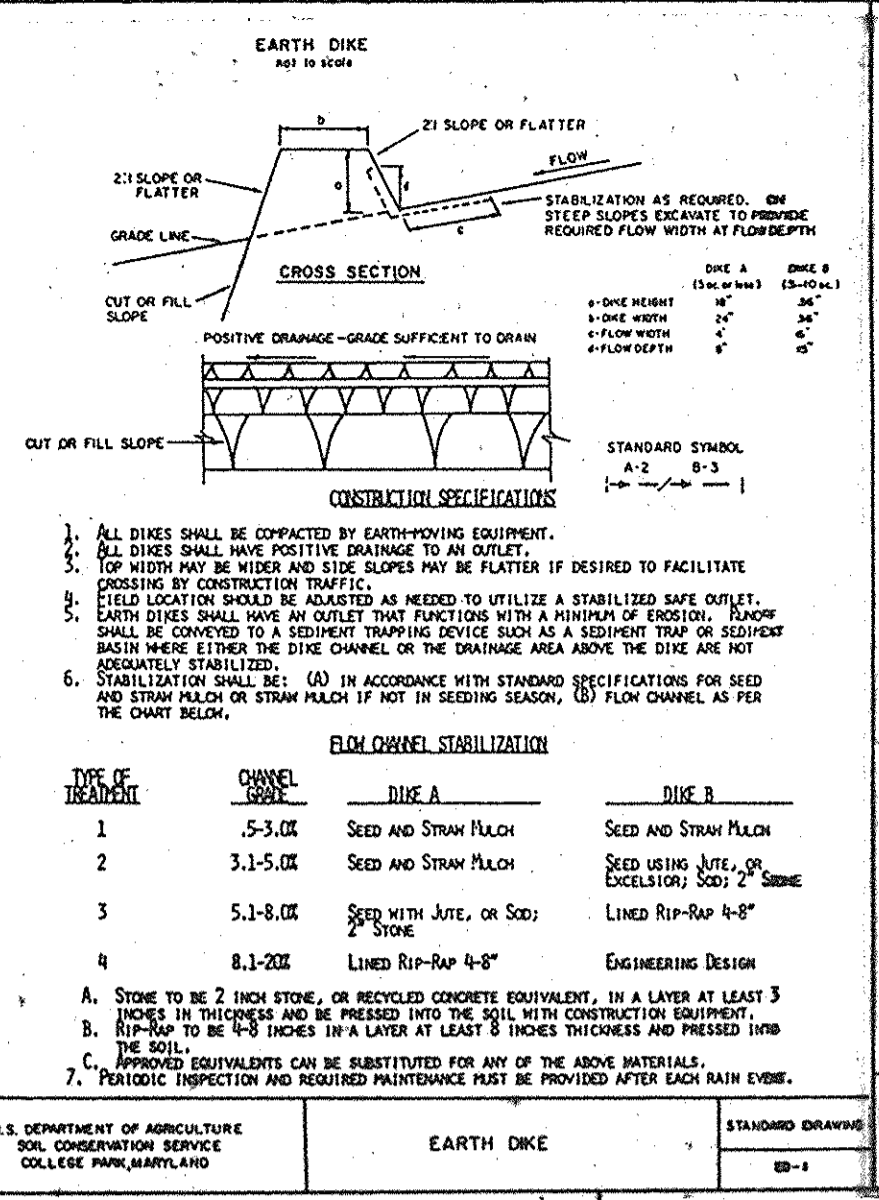 EARTH DIKE
not to scale
b
2:1 SLOPE OR FLATTER
FLOW
2:1 SLOPE OR
FLATTER
a
d
STABILIZATION AS REQUIRED. ON
STEEP SLOPES EXCAVATE TO PROVIDE
REQUIRED FLOW WIDTH AT FLOW DEPTH
c
GRADE LINE
CROSS SECTION
CUT OR FILL
SLOPE
DIKE A DIKE B
(5 ac. or less) (5-10 ac.)
a-DIKE HEIGHT 18" 36"
b-DIKE WIDTH 24" 36"
c-FLOW WIDTH 4' 6'
d-FLOW DEPTH 8" 15"
POSITIVE DRAINAGE-GRADE SUFFICIENT TO DRAIN
CUT OR FILL SLOPE
STANDARD SYMBOL
A-2 B-3
CONSTRUCTION SPECIFICATIONS
1. ALL DIKES SHALL BE COMPACTED BY EARTH-MOVING EQUIPMENT.
2. ALL DIKES SHALL HAVE POSITIVE DRAINAGE TO AN OUTLET.
3. TOP WIDTH MAY BE WIDER AND SIDE SLOPES MAY BE FLATTER IF DESIRED TO FACILITATE
CROSSING BY CONSTRUCTION TRAFFIC.
4. FIELD LOCATION SHOULD BE ADJUSTED AS NEEDED TO UTILIZE A STABILIZED SAFE OUTLET.
5. EARTH DIKES SHALL HAVE AN OUTLET THAT FUNCTIONS WITH A MINIMUM OF EROSION. RUNOFF
SHALL BE CONVEYED TO A SEDIMENT TRAPPING DEVICE SUCH AS A SEDIMENT TRAP OR SEDIMENT
BASIN WHERE EITHER THE DIKE CHANNEL OR THE DRAINAGE AREA ABOVE THE DIKE ARE NOT
ADEQUATELY STABILIZED.
6. STABILIZATION SHALL BE: (A) IN ACCORDANCE WITH STANDARD SPECIFICATIONS FOR SEED
AND STRAW MULCH OR STRAW MULCH IF NOT IN SEEDING SEASON, (B) FLOW CHANNEL AS PER
THE CHART BELOW.
FLOW CHANNEL STABILIZATION
TYPE OF CHANNEL
TREATMENT GRADE DIKE A DIKE B
1 .5-3.0% SEED AND STRAW MULCH SEED AND STRAW MULCH
2 3.1-5.0% SEED AND STRAW MULCH SEED USING JUTE, OR
EXCELSIOR; SOD; 2" STONE
3 5.1-8.0% SEED WITH JUTE, OR SOD; LINED RIP-RAP 4-8"
2" STONE
4 8.1-20% LINED RIP-RAP 4-8" ENGINEERING DESIGN
A. STONE TO BE 2 INCH STONE, OR RECYCLED CONCRETE EQUIVALENT, IN A LAYER AT LEAST 3
INCHES IN THICKNESS AND BE PRESSED INTO THE SOIL WITH CONSTRUCTION EQUIPMENT.
B. RIP-RAP TO BE 4-8 INCHES IN A LAYER AT LEAST 8 INCHES THICKNESS AND PRESSED INTO
THE SOIL.
C. APPROVED EQUIVALENTS CAN BE SUBSTITUTED FOR ANY OF THE ABOVE MATERIALS.
7. PERIODIC INSPECTION AND REQUIRED MAINTENANCE MUST BE PROVIDED AFTER EACH RAIN EVENT.
.S. DEPARTMENT OF AGRICULTURE
SOIL CONSERVATION SERVICE
COLLEGE PARK, MARYLAND
EARTH DIKE
STANDARD DRAWING
ED-1